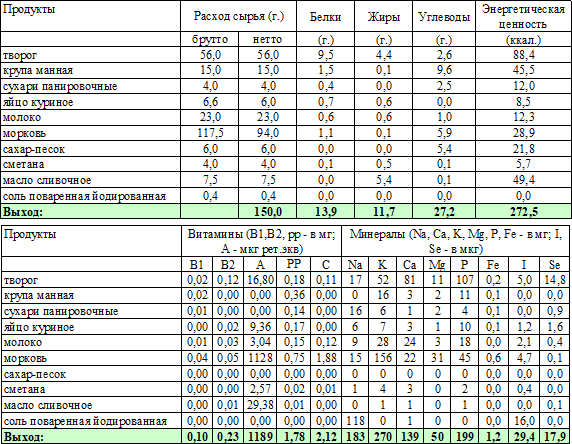 Продукты Расход сырья (г.) Белки Жиры Углеводы Энергетическая ценность
брутто нетто (г.) (г.) (г.) (ккал.)
творог 56,0 56,0 9,5 4,4 2,6 88,4
крупа манная 15,0 15,0 1,5 0,1 9,6 45,5
сухари панировочные 4,0 4,0 0,4 0,0 2,5 12,0
яйцо куриное 6,6 6,0 0,7 0,6 0,0 8,5
молоко 23,0 23,0 0,6 0,6 1,0 12,3
морковь 117,5 94,0 1,1 0,1 5,9 28,9
сахар-песок 6,0 6,0 0,0 0,0 5,4 21,8
сметана 4,0 4,0 0,1 0,5 0,1 5,7
масло сливочное 7,5 7,5 0,0 5,4 0,1 49,4
соль поваренная йодированная 0,4 0,4 0,0 0,0 0,0 0,0
Выход: 150,0 13,9 11,7 27,2 272,5
Продукты Витамины (В1,В2, рр - в мг; Минералы (Na, Ca, K, Mg, P, Fe - в мг; I,
А - мкг рет.экв) Se - в мкг)
В1 В2 А РР С Na K Ca Mg P Fe I Se
творог 0,02 0,12 16,80 0,18 0,11 17 52 81 11 107 0,2 5,0 14,8
крупа манная 0,02 0,00 0,00 0,36 0,00 0 16 3 2 11 0,1 0,0 0,0
сухари панировочные 0,01 0,00 0,00 0,14 0,00 16 6 1 2 4 0,1 0,0 0,9
яйцо куриное 0,00 0,02 9,36 0,17 0,00 6 7 3 1 10 0,1 1,2 1,6
молоко 0,01 0,03 3,04 0,15 0,12 9 28 24 3 18 0,0 2,1 0,4
морковь 0,04 0,05 1128 0,75 1,88 15 156 22 31 45 0,6 4,7 0,1
сахар-песок 0,00 0,00 0,00 0,00 0,00 0 0 0 0 0 0,0 0,0 0,0
сметана 0,00 0,00 2,57 0,02 0,01 1 4 3 0 2 0,0 0,4 0,0
масло сливочное 0,00 0,01 29,38 0,01 0,00 0 1 1 0 1 0,0 0,0 0,1
соль поваренная йодированная 0,00 0,00 0,00 0,00 0,00 118 0 1 0 0 0,0 16,0 0,0
Выход: 0,10 0,23 1189 1,78 2,12 183 270 139 50 199 1,2 29,4 17,9